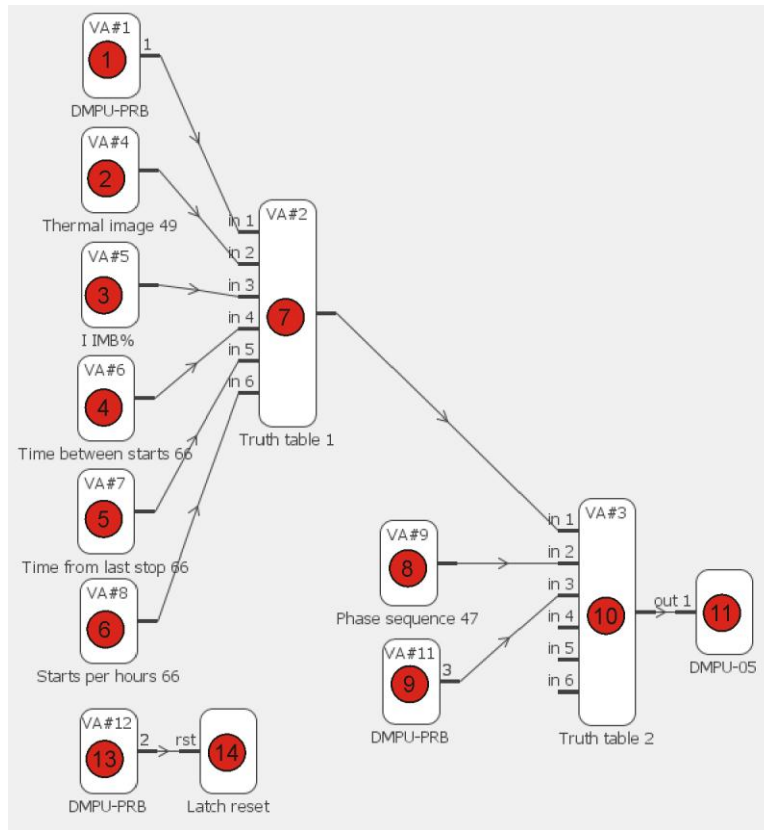 VA#1
1
1
DMPU-PRB
VA#4
2
Thermal image 49
VA#5
3
I IMB%
VA#6
4
Time between starts 66
VA#7
5
Time from last stop 66
VA#8
6
Starts per hours 66
VA#2
in 1
in 2
in 3
in 4
in 5
in 6
7
Truth table 1
VA#9
8
Phase sequence 47
VA#11
9
3
DMPU-PRB
VA#3
in 1
in 2
in 3
in 4
in 5
in 6
10
Truth table 2
out 1
11
DMPU-05
VA#12
13
2
DMPU-PRB
rst
14
Latch reset